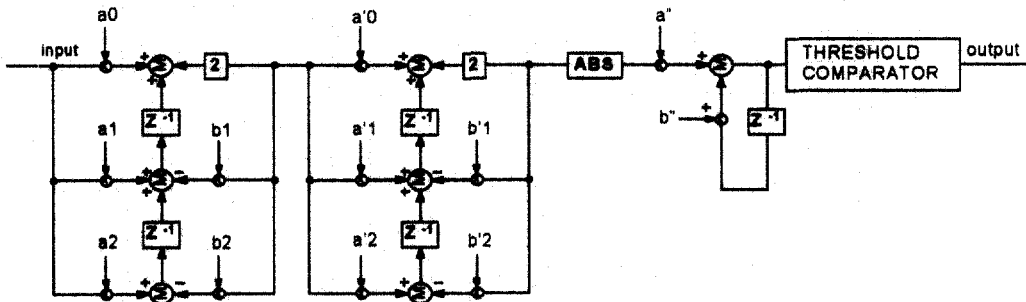 a0 a'0 a"
input + Σ 2 + Σ 2 ABS + Σ THRESHOLD COMPARATOR output
+ +
Z -1 Z -1 b" + Z -1
a1 b1 a'1 b'1
+ + Σ − + + Σ −
Z -1 Z -1
a2 b2 a'2 b'2
+ Σ − + Σ −